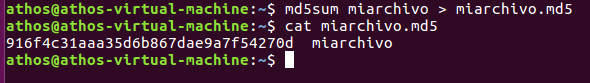 athos@athos-virtual-machine:~$ md5sum miarchivo > miarchivo.md5
athos@athos-virtual-machine:~$ cat miarchivo.md5
916f4c31aaa35d6b867dae9a7f54270d  miarchivo
athos@athos-virtual-machine:~$